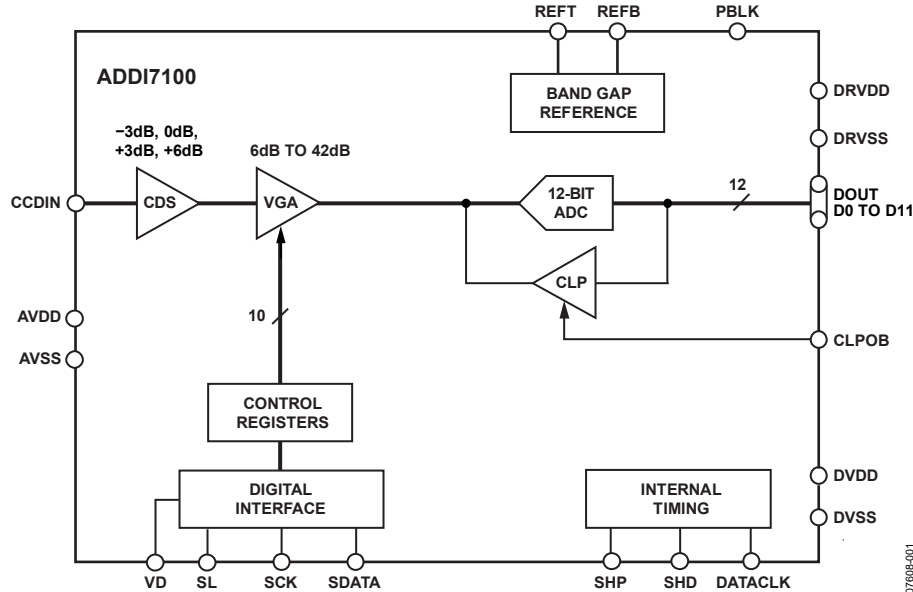 REFT REFB PBLK
ADDI7100
BAND GAP
REFERENCE
DRVDD
DRVSS
−3dB, 0dB,
+3dB, +6dB
6dB TO 42dB
CCDIN
CDS
VGA
12-BIT
ADC
12
DOUT
D0 TO D11
CLP
AVDD
10
CLPOB
AVSS
CONTROL
REGISTERS
DIGITAL
INTERFACE
INTERNAL
TIMING
DVDD
DVSS
VD SL SCK SDATA SHP SHD DATACLK
07608-001